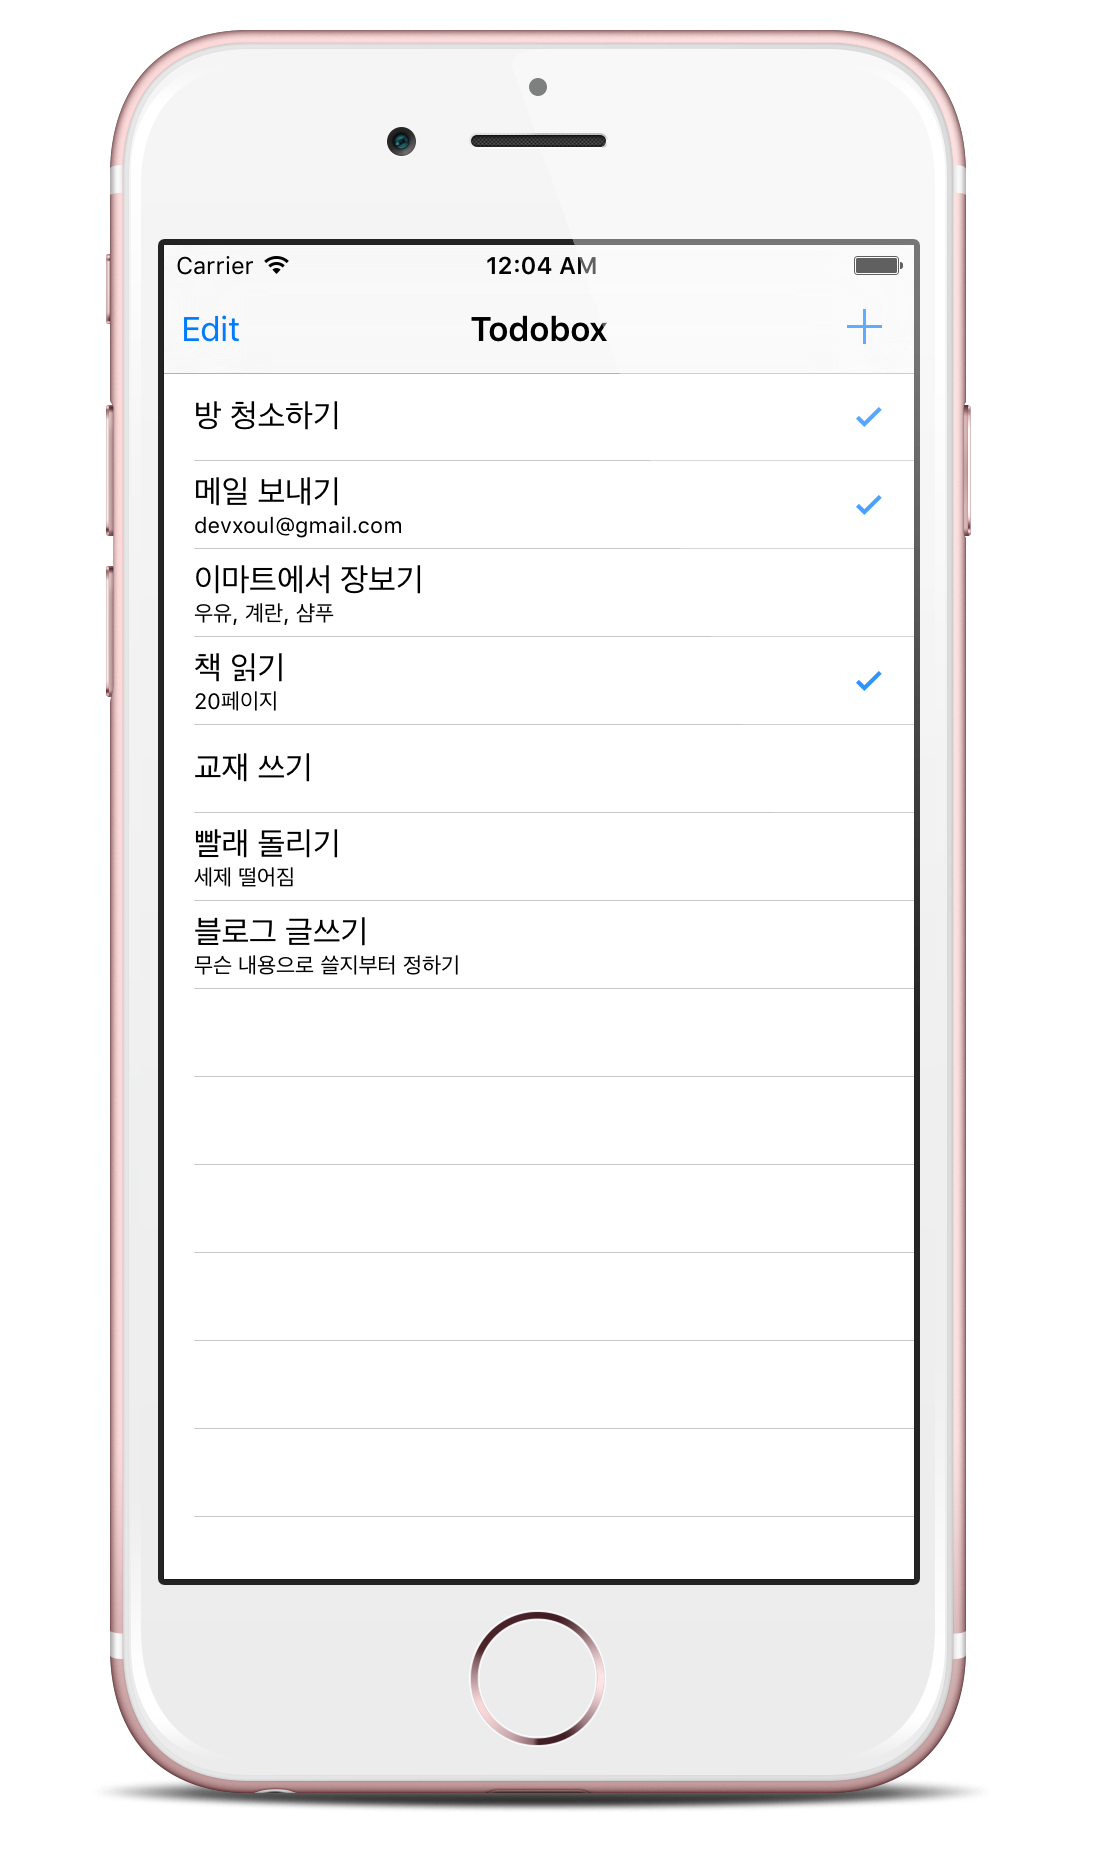 Carrier 12:04 AM
Edit Todobox
방 청소하기
메일 보내기
devxoul@gmail.com
이마트에서 장보기
우유, 계란, 샴푸
책 읽기
20페이지
교재 쓰기
빨래 돌리기
세제 떨어짐
블로그 글쓰기
무슨 내용으로 쓸지부터 정하기